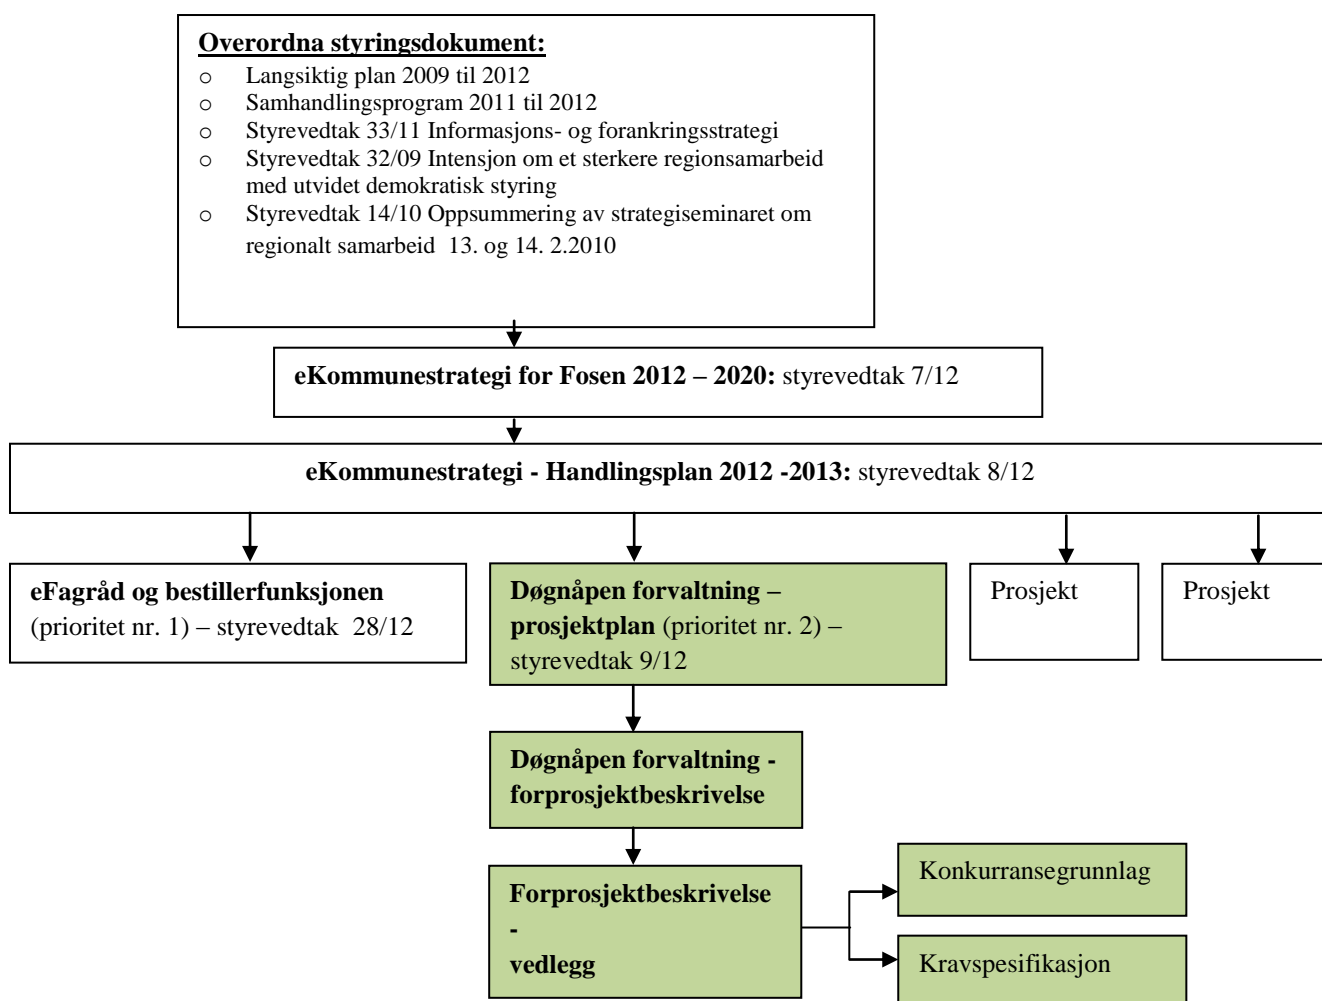 Overordna styringsdokument:
o Langsiktig plan 2009 til 2012
o Samhandlingsprogram 2011 til 2012
o Styrevedtak 33/11 Informasjons- og forankringsstrategi
o Styrevedtak 32/09 Intensjon om et sterkere regionsamarbeid
med utvidet demokratisk styring
o Styrevedtak 14/10 Oppsummering av strategiseminaret om
regionalt samarbeid 13. og 14. 2.2010
eKommunestrategi for Fosen 2012 – 2020: styrevedtak 7/12
eKommunestrategi - Handlingsplan 2012 -2013: styrevedtak 8/12
eFagråd og bestillerfunksjonen
(prioritet nr. 1) – styrevedtak 28/12
Døgnåpen forvaltning –
prosjektplan (prioritet nr. 2) –
styrevedtak 9/12
Prosjekt
Prosjekt
Døgnåpen forvaltning -
forprosjektbeskrivelse
Forprosjektbeskrivelse
-
vedlegg
Konkurransegrunnlag
Kravspesifikasjon